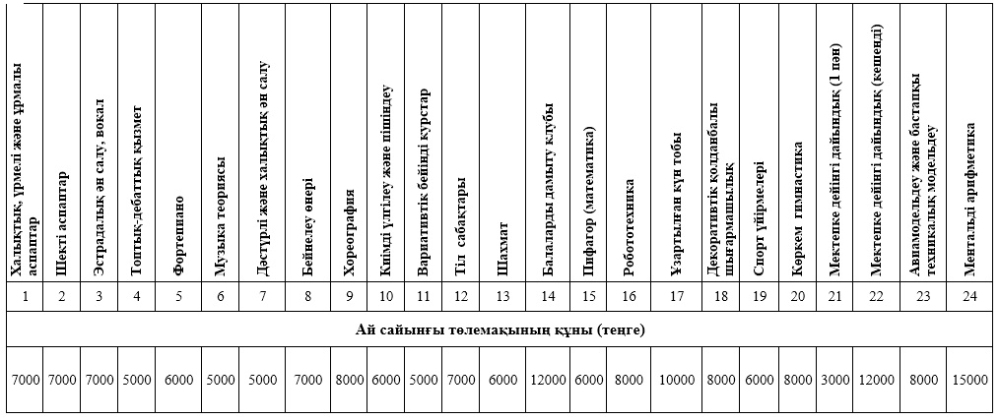 Халықтық, үрмелі және ұрмалы
аспаптар
Шекті аспаптар
Эстрадалық ән салу, вокал
Топтық-дебаттық қызмет
Фортепиано
Музыка теориясы
Дәстүрлі және халықтық ән салу
Бейнелеу өнері
Хореография
Киімді үлгілеу және пішіндеу
Вариативтік бейінді курстар
Тіл сабақтары
Шахмат
Балаларды дамыту клубы
Пифагор (математика)
Робототехника
Ұзартылған күн тобы
Декоративтік қолданбалы
шығармашылық
Спорт үйірмелері
Көркем гимнастика
Мектепке дейінгі дайындық (1 пән)
Мектепке дейінгі дайындық (кешенді)
Авиамодельдеу және бастапқы
техникалық модельдеу
Ментальді арифметика
1 2 3 4 5 6 7 8 9 10 11 12 13 14 15 16 17 18 19 20 21 22 23 24
Ай сайынғы төлемақының құны (теңге)
7000 7000 7000 5000 6000 5000 5000 7000 8000 6000 5000 7000 6000 12000 6000 8000 10000 8000 6000 8000 3000 12000 8000 15000